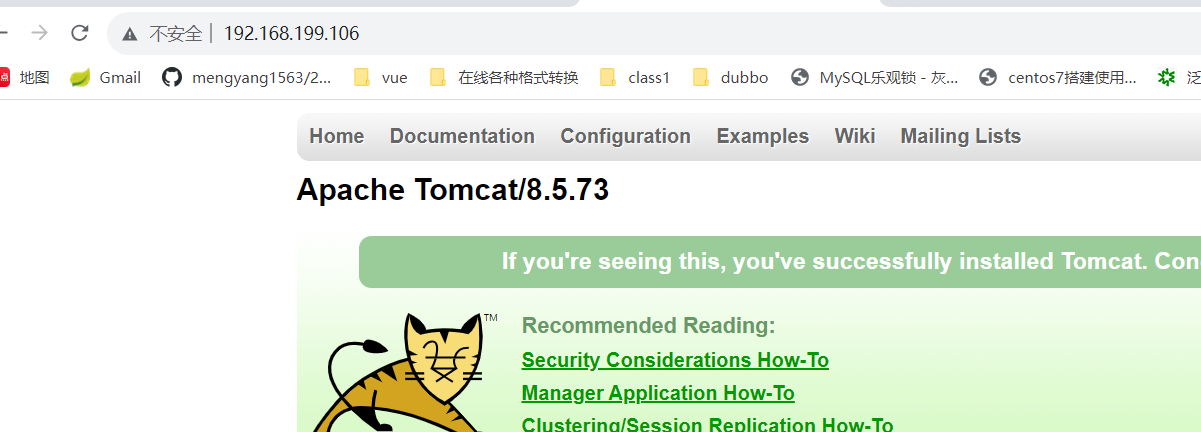 不安全 | 192.168.199.106
点 地图 Gmail mengyang1563/2... vue 在线各种格式转换 class1 dubbo MySQL乐观锁 - 灰... centos7搭建使用... 泛
Home Documentation Configuration Examples Wiki Mailing Lists
Apache Tomcat/8.5.73
If you're seeing this, you've successfully installed Tomcat. Con
TM
Recommended Reading:
Security Considerations How-To
Manager Application How-To
Clustering/Session Replication How-To